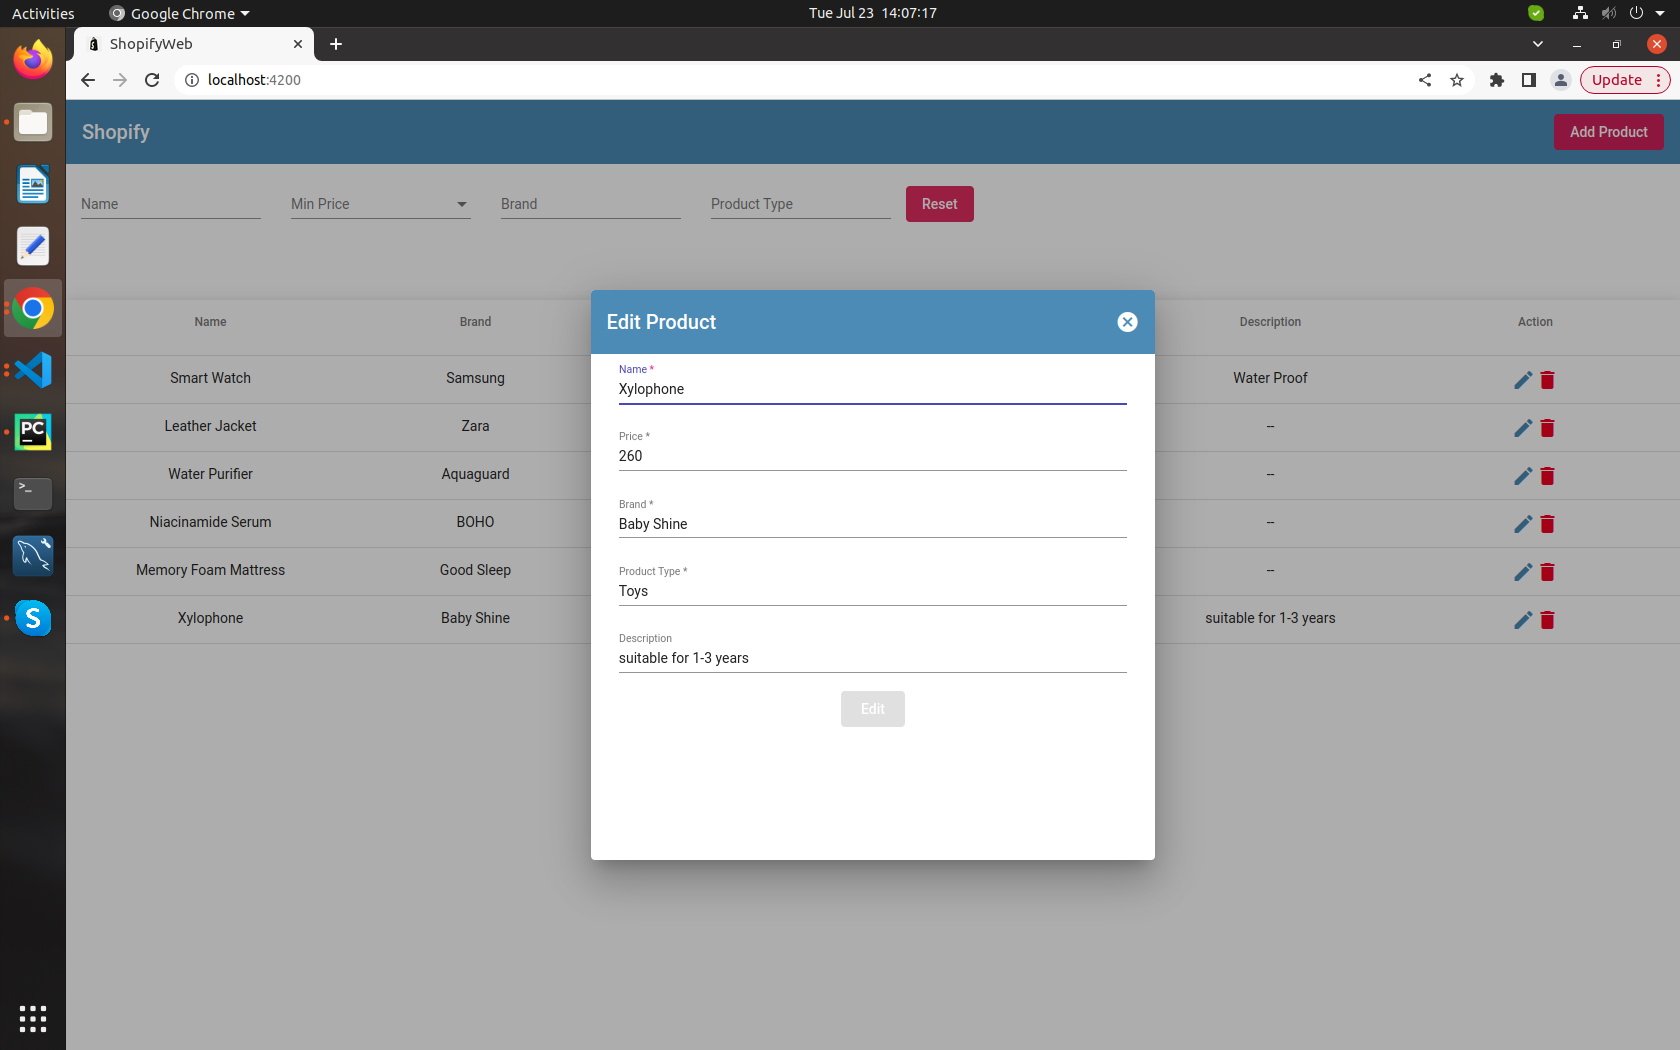 Activities Google Chrome Tue Jul 23 14:07:17
ShopifyWeb
localhost:4200 Update
Shopify Add Product
Name Min Price Brand Product Type Reset
Name Brand Description Action
Smart Watch Samsung Water Proof
Leather Jacket Zara --
Water Purifier Aquaguard --
Niacinamide Serum BOHO --
Memory Foam Mattress Good Sleep --
Xylophone Baby Shine suitable for 1-3 years
Edit Product
Name *
Xylophone
Price *
260
Brand *
Baby Shine
Product Type *
Toys
Description
suitable for 1-3 years
Edit
PC
>_
S